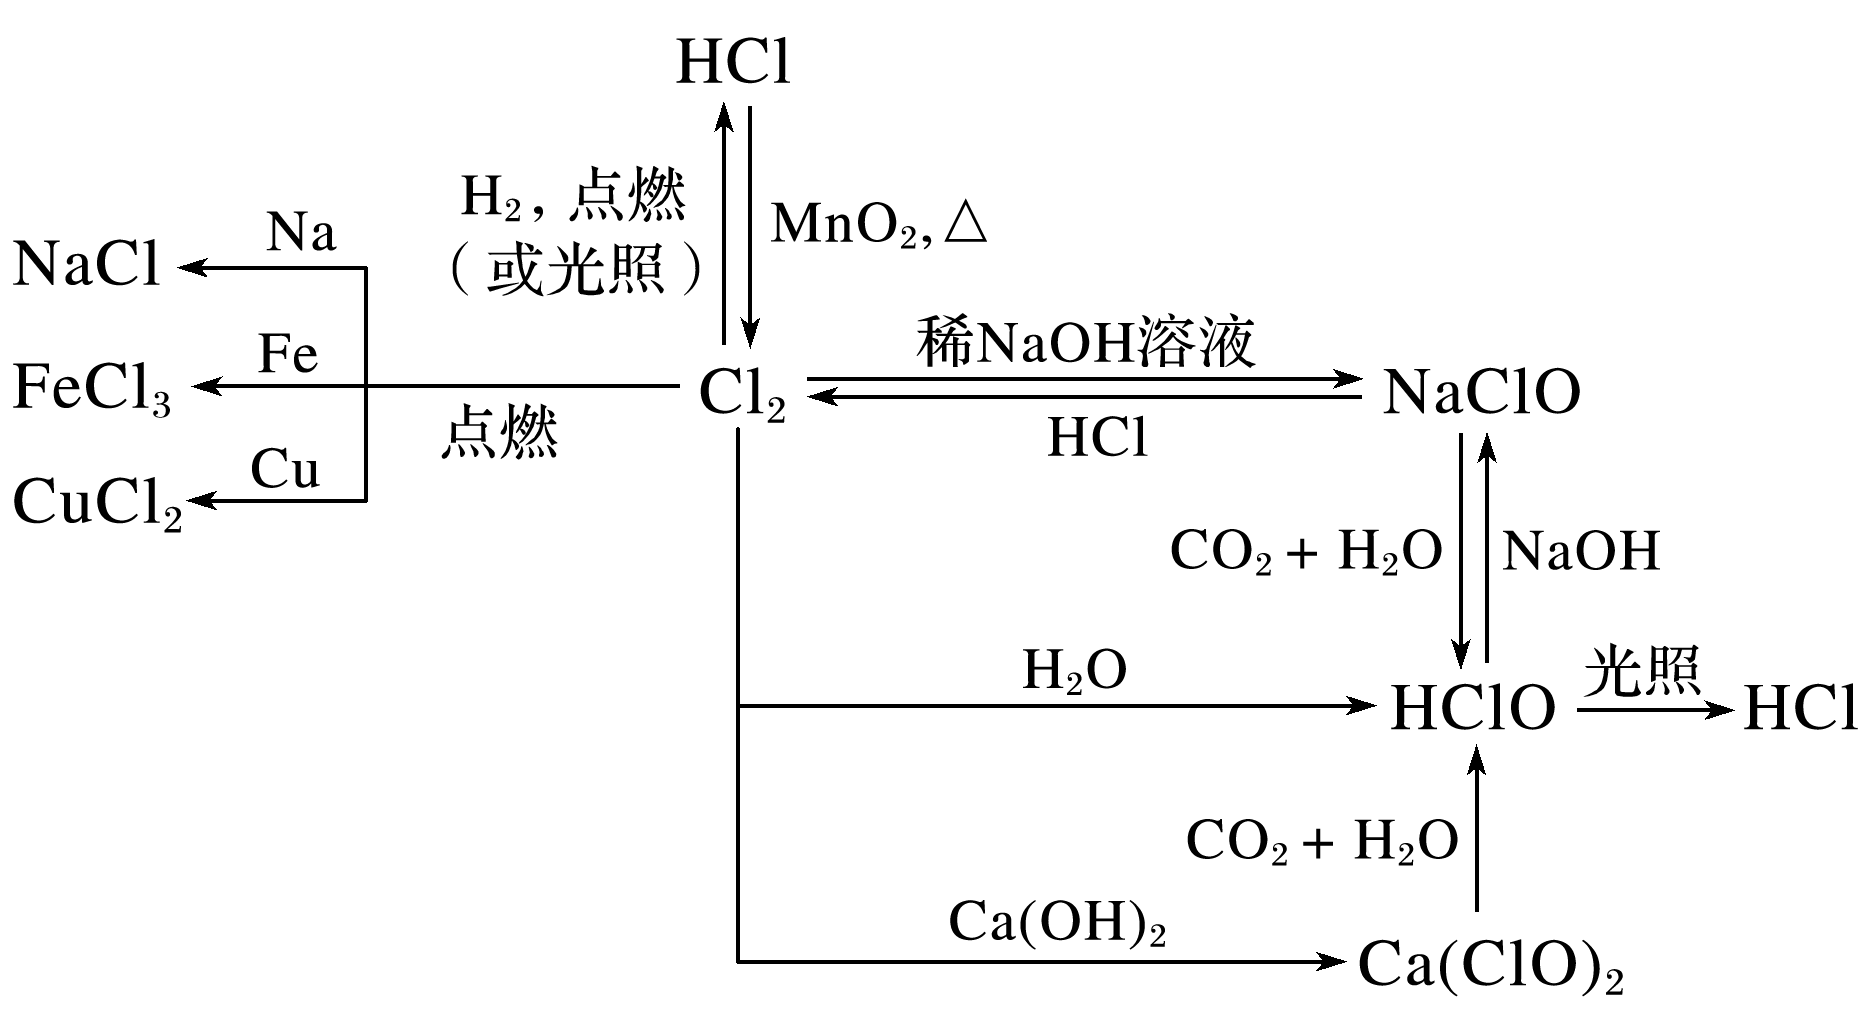 HCl
H₂, 点燃
（或光照）
MnO₂, △
Na
NaCl
Fe
FeCl₃
点燃
Cu
CuCl₂
Cl₂
稀NaOH溶液
HCl
NaClO
CO₂ + H₂O
NaOH
H₂O
HClO
光照
HCl
CO₂ + H₂O
Ca(OH)₂
Ca(ClO)₂